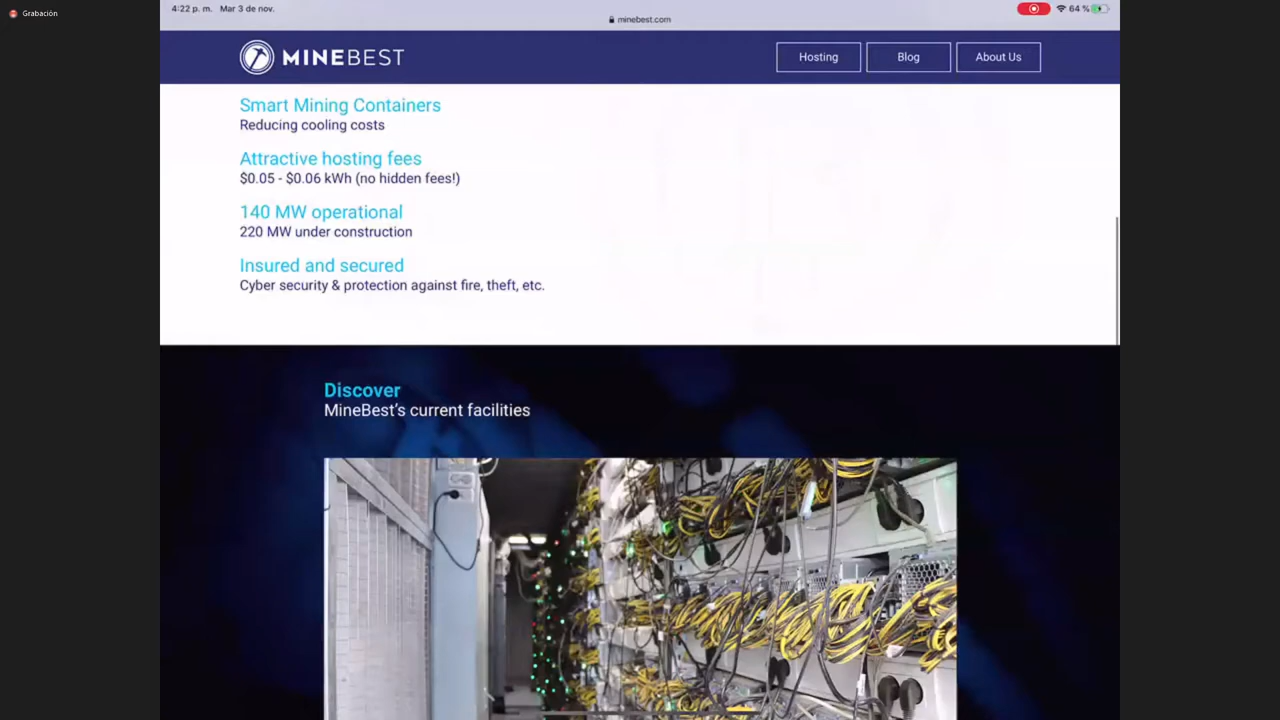 Grabación
4:22 p. m. Mar 3 de nov.
64 %
minebest.com
MINEBEST
Hosting
Blog
About Us
Smart Mining Containers
Reducing cooling costs
Attractive hosting fees
$0.05 - $0.06 kWh (no hidden fees!)
140 MW operational
220 MW under construction
Insured and secured
Cyber security & protection against fire, theft, etc.
Discover
MineBest’s current facilities